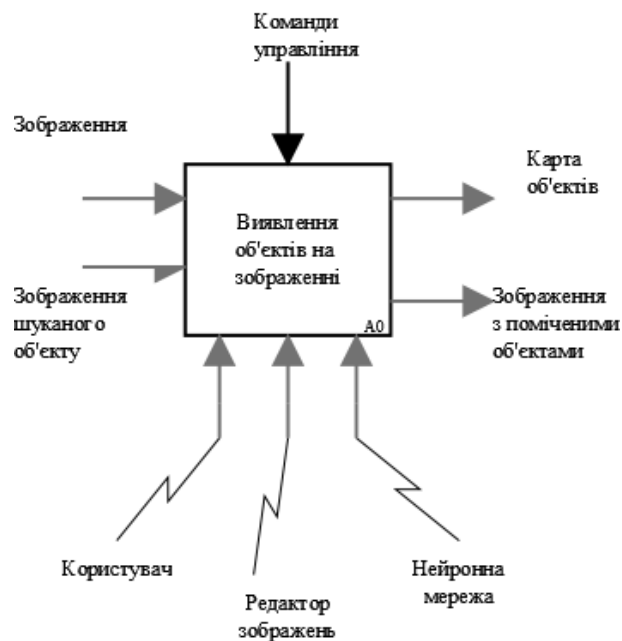 Команди
управління
Зображення
Карта
об'єктів
Виявлення
об'єктів на
зображенні
A0
Зображення
шуканого
об'єкту
Зображення
з поміченими
об'єктами
Користувач
Редактор
зображень
Нейронна
мережа